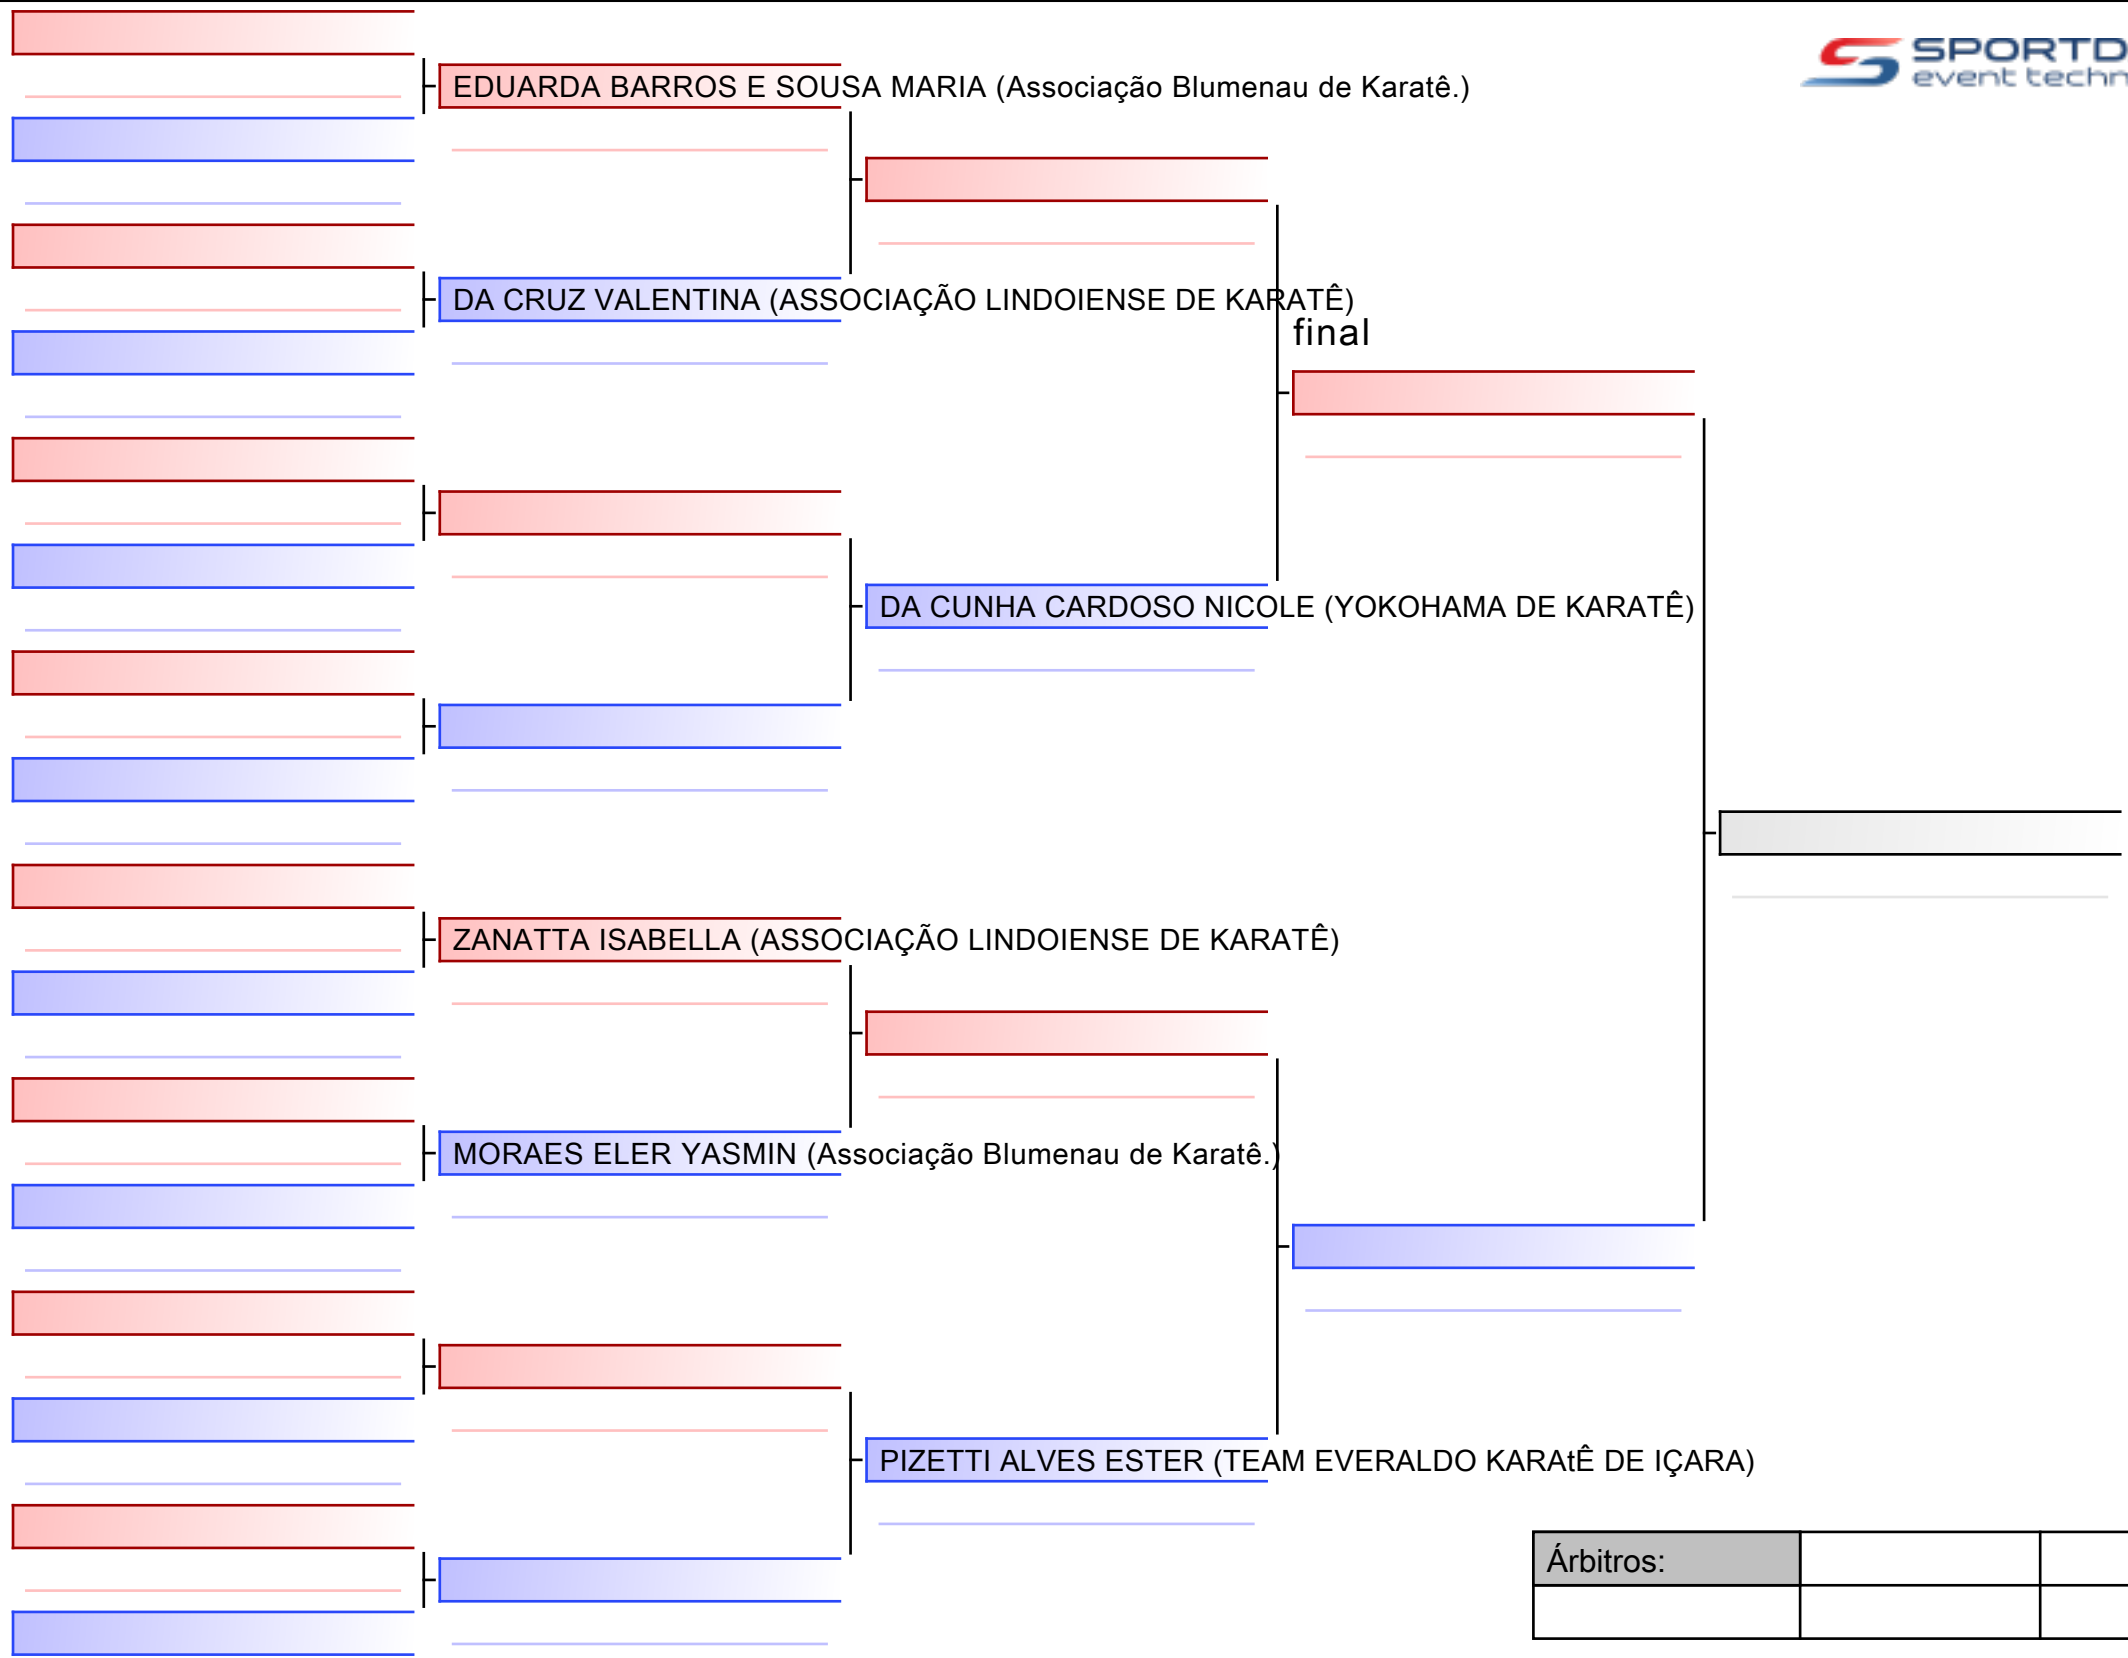 SPORTD
event techn
EDUARDA BARROS E SOUSA MARIA (Associação Blumenau de Karatê.)
DA CRUZ VALENTINA (ASSOCIAÇÃO LINDOIENSE DE KARATÊ)
final
DA CUNHA CARDOSO NICOLE (YOKOHAMA DE KARATÊ)
ZANATTA ISABELLA (ASSOCIAÇÃO LINDOIENSE DE KARATÊ)
MORAES ELER YASMIN (Associação Blumenau de Karatê.)
PIZETTI ALVES ESTER (TEAM EVERALDO KARAtÊ DE IÇARA)
Árbitros: